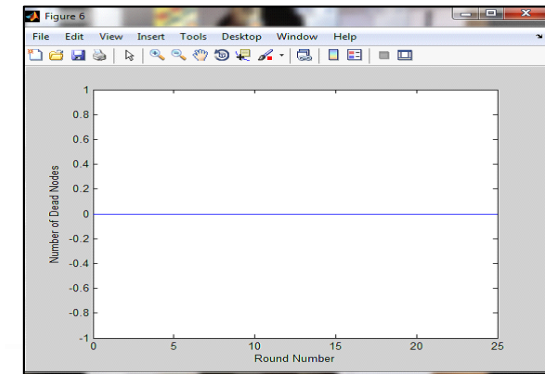 Figure 6
File Edit View Insert Tools Desktop Window Help
1
0.8
0.6
0.4
0.2
0
-0.2
-0.4
-0.6
-0.8
-1
Number of Dead Nodes
0 5 10 15 20 25
Round Number